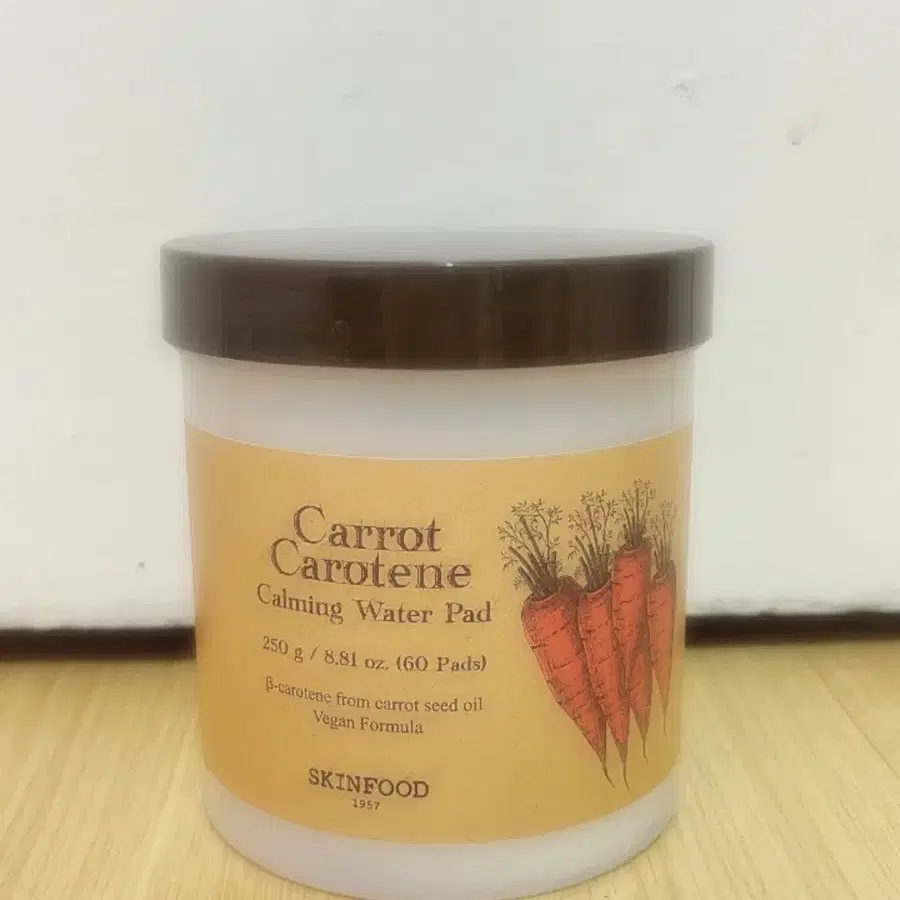 Carrot
Carotene
Calming Water Pad
250 g / 8.81 oz. (60 Pads)
β-carotene from carrot seed oil
Vegan Formula
SKINFOOD
1957